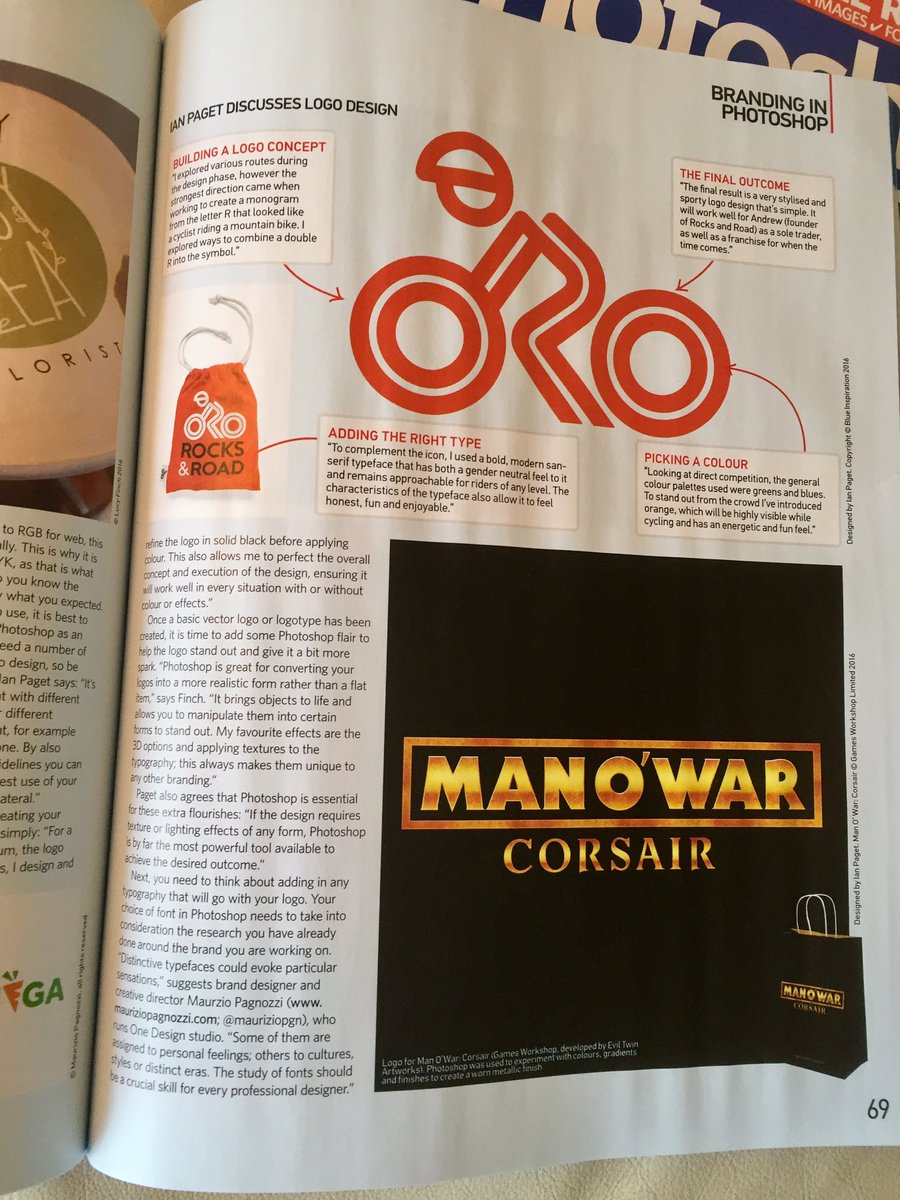 IMAGES ✓ FO
IAN PAGET DISCUSSES LOGO DESIGN
BRANDING IN
PHOTOSHOP
BUILDING A LOGO CONCEPT
"I explored various routes during
the design phase, however the
strongest direction came when
working to create a monogram
from the letter R that looked like
a cyclist riding a mountain bike. I
explored ways to combine a double
R into the symbol."
THE FINAL OUTCOME
"The final result is a very stylised and
sporty logo design that's simple. It
will work well for Andrew (founder
of Rocks and Road) as a sole trader,
as well as a franchise for when the
time comes."
ROCKS
&ROAD
ADDING THE RIGHT TYPE
"To complement the icon, I used a bold, modern san-
serif typeface that has both a gender neutral feel to it
and remains approachable for riders of any level. The
characteristics of the typeface also allow it to feel
honest, fun and enjoyable."
PICKING A COLOUR
"Looking at direct competition, the general
colour palettes used were greens and blues.
To stand out from the crowd I've introduced
orange, which will be highly visible while
cycling and has an energetic and fun feel."
Designed by Ian Paget. Copyright © Blue Inspiration 2016
LORIST
© Lucy Finch 2016
to RGB for web, this
ally. This is why it is
YK, as that is what
o you know the
y what you expected.
o use, it is best to
Photoshop as an
eed a number of
o design, so be
Ian Paget says: "It's
nt with different
r different
nt, for example
one. By also
idelines you can
est use of your
ateral."
eating your
simply: "For a
um, the logo
s, I design and
FGA
© Maurizio Pagnozzi, all rights reserved
refine the logo in solid black before applying
colour. This also allows me to perfect the overall
concept and execution of the design, ensuring it
will work well in every situation with or without
colour or effects."
Once a basic vector logo or logotype has been
created, it is time to add some Photoshop flair to
help the logo stand out and give it a bit more
spark. "Photoshop is great for converting your
logos into a more realistic form rather than a flat
item," says Finch. "It brings objects to life and
allows you to manipulate them into certain
forms to stand out. My favourite effects are the
3D options and applying textures to the
typography; this always makes them unique to
any other branding."
Paget also agrees that Photoshop is essential
for these extra flourishes: "If the design requires
texture or lighting effects of any form, Photoshop
is by far the most powerful tool available to
achieve the desired outcome."
Next, you need to think about adding in any
typography that will go with your logo. Your
choice of font in Photoshop needs to take into
consideration the research you have already
done around the brand you are working on.
"Distinctive typefaces could evoke particular
sensations," suggests brand designer and
creative director Maurzio Pagnozzi (www.
mauriziopagnozzi.com; @mauriziopgn), who
runs One Design studio. "Some of them are
assigned to personal feelings; others to cultures,
styles or distinct eras. The study of fonts should
be a crucial skill for every professional designer."
MAN O'WAR
CORSAIR
MAN O'WAR
CORSAIR
Logo for Man O'War: Corsair (Games Workshop, developed by Evil Twin
Artworks). Photoshop was used to experiment with colours, gradients
and finishes to create a worn metallic finish
Designed by Ian Paget. Man O' War: Corsair © Games Workshop Limited 2016
69